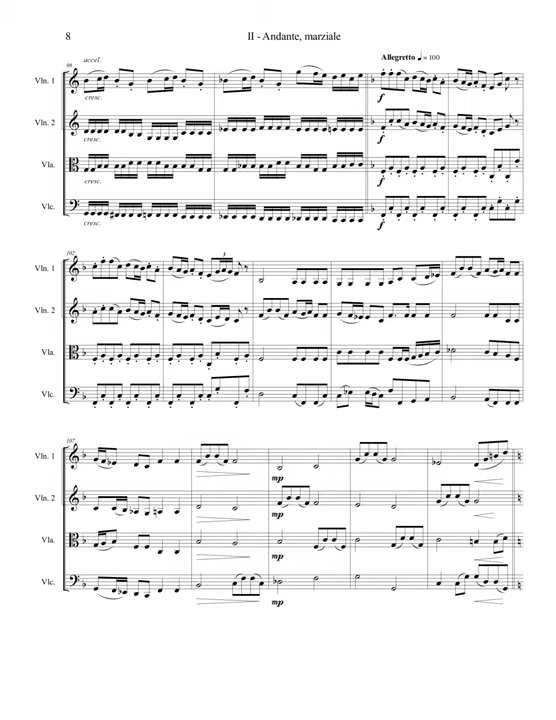 8
II - Andante, marziale
accel.
Allegretto ♩ = 100
98
Vln. 1
cresc.
f
Vln. 2
cresc.
f
Vla.
cresc.
f
Vlc.
cresc.
f
102
3
Vln. 1
Vln. 2
Vla.
Vlc.
107
Vln. 1
mp
Vln. 2
mp
Vla.
mp
Vlc.
mp